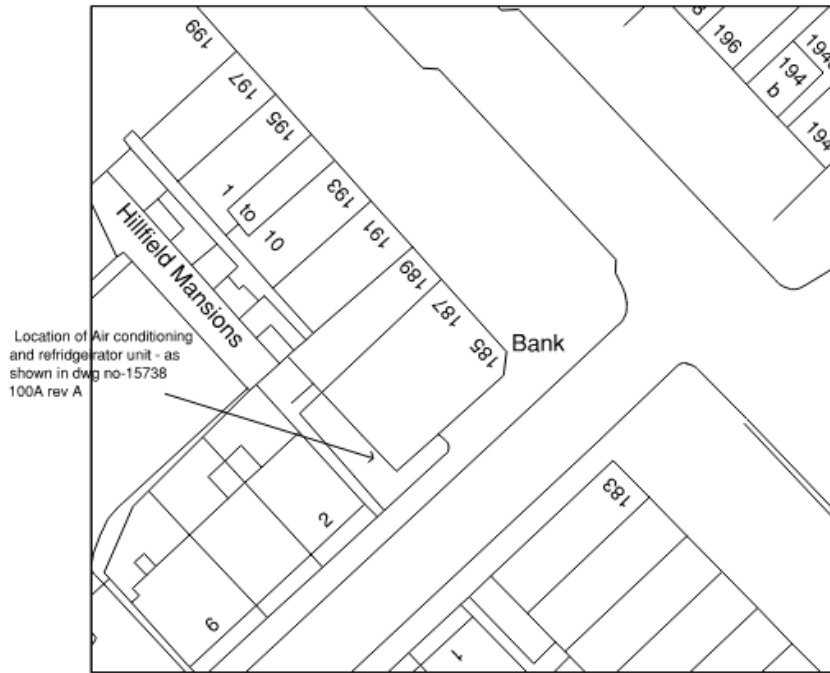 199
197
195
1 to 10
193
191
189
187
185
Bank
Hillfield Mansions
Location of Air conditioning
and refridgerator unit - as
shown in dwg no-15738
100A rev A
196
194
b
194
183
2
1